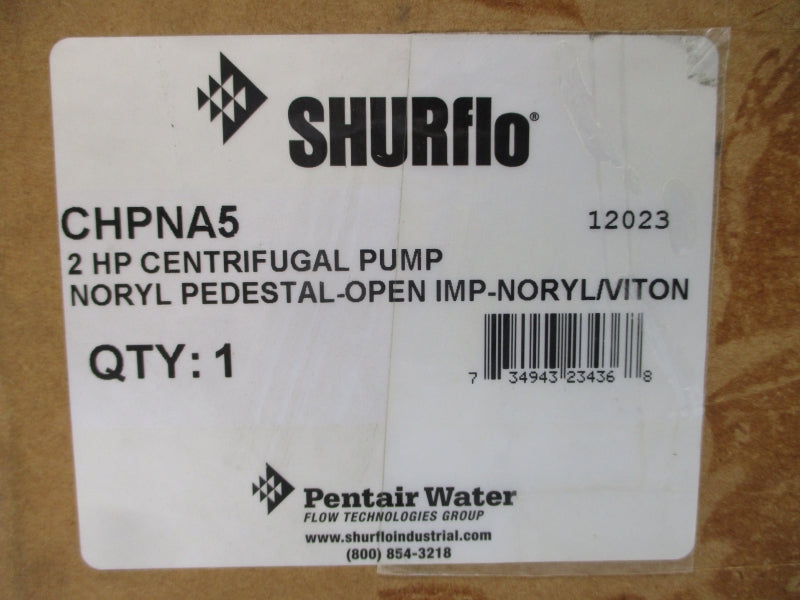 SHURflo®
CHPNA5 12023
2 HP CENTRIFUGAL PUMP
NORYL PEDESTAL-OPEN IMP-NORYL/VITON
QTY: 1
7 34943 23436 8
Pentair Water
FLOW TECHNOLOGIES GROUP
www.shurfloindustrial.com
(800) 854-3218